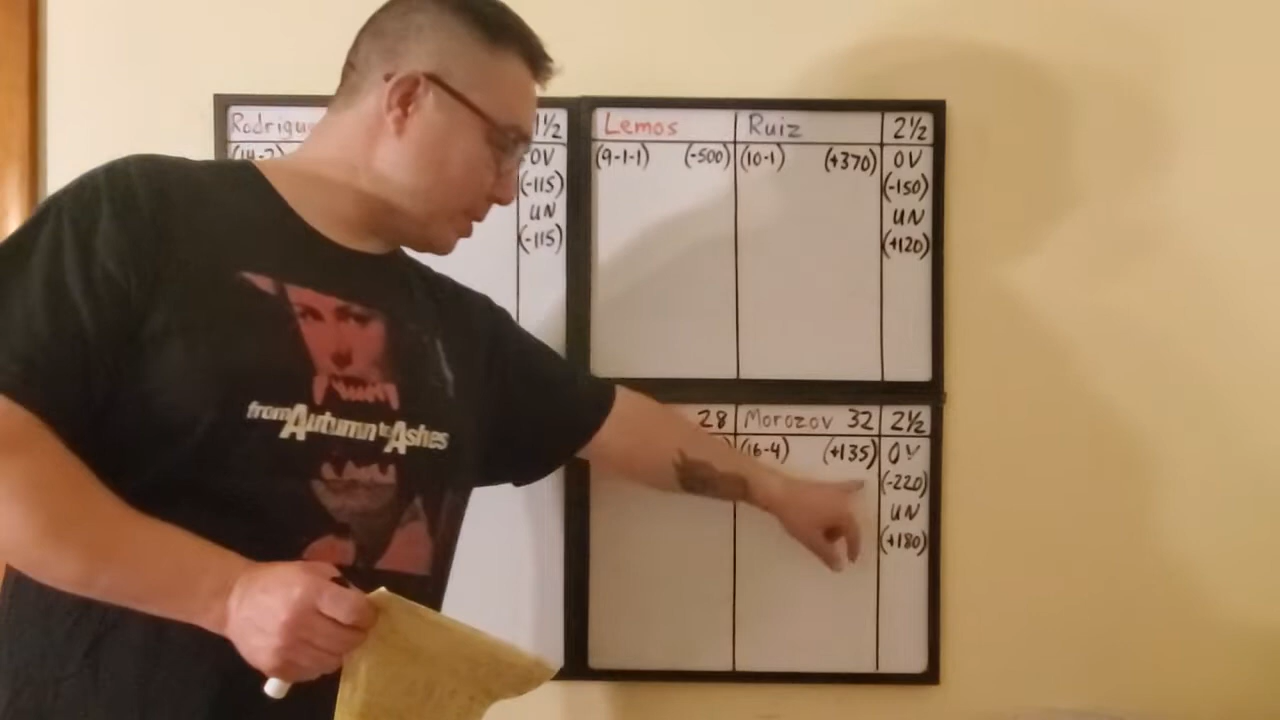 1½
(14-2)
OV
(-115)
UN
(-115)
Lemos Ruiz 2½
(9-1-1) (-500) (10-1) (+370) OV
(-150)
UN
(+120)
28 Morozov 32 2½
(16-4) (+135) OV
(-220)
UN
(+180)
from Autumn to Ashes